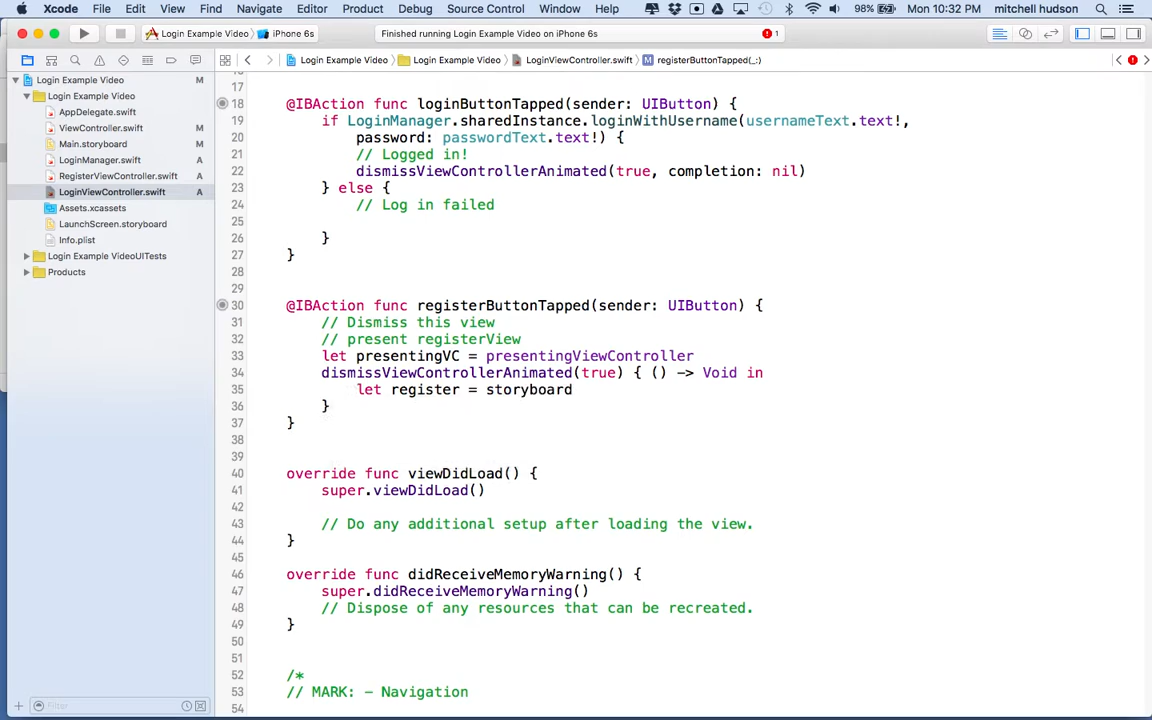 Xcode File Edit View Find Navigate Editor Product Debug Source Control Window Help 98% Mon 10:32 PM mitchell hudson
Login Example Video iPhone 6s Finished running Login Example Video on iPhone 6s 1
Login Example Video Login Example Video LoginViewController.swift M registerButtonTapped(_:)
Login Example Video M
Login Example Video
AppDelegate.swift
ViewController.swift M
Main.storyboard M
LoginManager.swift A
RegisterViewController.swift A
LoginViewController.swift A
Assets.xcassets
LaunchScreen.storyboard
Info.plist
Login Example VideoUITests
Products
Filter
16
17
18 @IBAction func loginButtonTapped(sender: UIButton) {
19 if LoginManager.sharedInstance.loginWithUsername(usernameText.text!,
20 password: passwordText.text!) {
21 // Logged in!
22 dismissViewControllerAnimated(true, completion: nil)
23 } else {
24 // Log in failed
25
26 }
27 }
28
29
30 @IBAction func registerButtonTapped(sender: UIButton) {
31 // Dismiss this view
32 // present registerView
33 let presentingVC = presentingViewController
34 dismissViewControllerAnimated(true) { () -> Void in
35 let register = storyboard
36 }
37 }
38
39
40 override func viewDidLoad() {
41 super.viewDidLoad()
42
43 // Do any additional setup after loading the view.
44 }
45
46 override func didReceiveMemoryWarning() {
47 super.didReceiveMemoryWarning()
48 // Dispose of any resources that can be recreated.
49 }
50
51
52 /*
53 // MARK: - Navigation
54